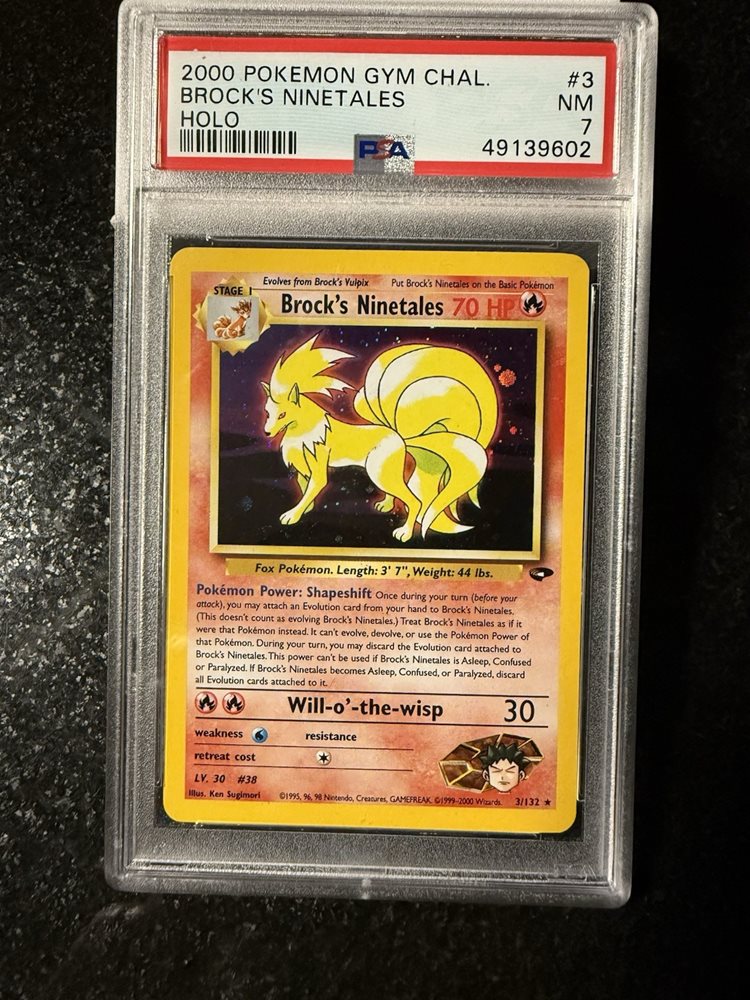 2000 POKEMON GYM CHAL. #3
BROCK'S NINETALES NM
HOLO 7
PSA 49139602
STAGE 1 Evolves from Brock's Vulpix Put Brock's Ninetales on the Basic Pokémon
Brock's Ninetales 70 HP
Fox Pokémon. Length: 3' 7", Weight: 44 lbs.
Pokémon Power: Shapeshift Once during your turn (before your
attack), you may attach an Evolution card from your hand to Brock's Ninetales.
(This doesn't count as evolving Brock's Ninetales.) Treat Brock's Ninetales as if it
were that Pokémon instead. It can't evolve, devolve, or use the Pokémon Power of
that Pokémon. During your turn, you may discard the Evolution card attached to
Brock's Ninetales. This power can't be used if Brock's Ninetales is Asleep, Confused
or Paralyzed. If Brock's Ninetales becomes Asleep, Confused, or Paralyzed, discard
all Evolution cards attached to it.
Will-o'-the-wisp 30
weakness resistance
retreat cost
LV. 30 #38
Illus. Ken Sugimori ©1995, 96, 98 Nintendo, Creatures, GAMEFREAK. ©1999-2000 Wizards. 3/132 ★